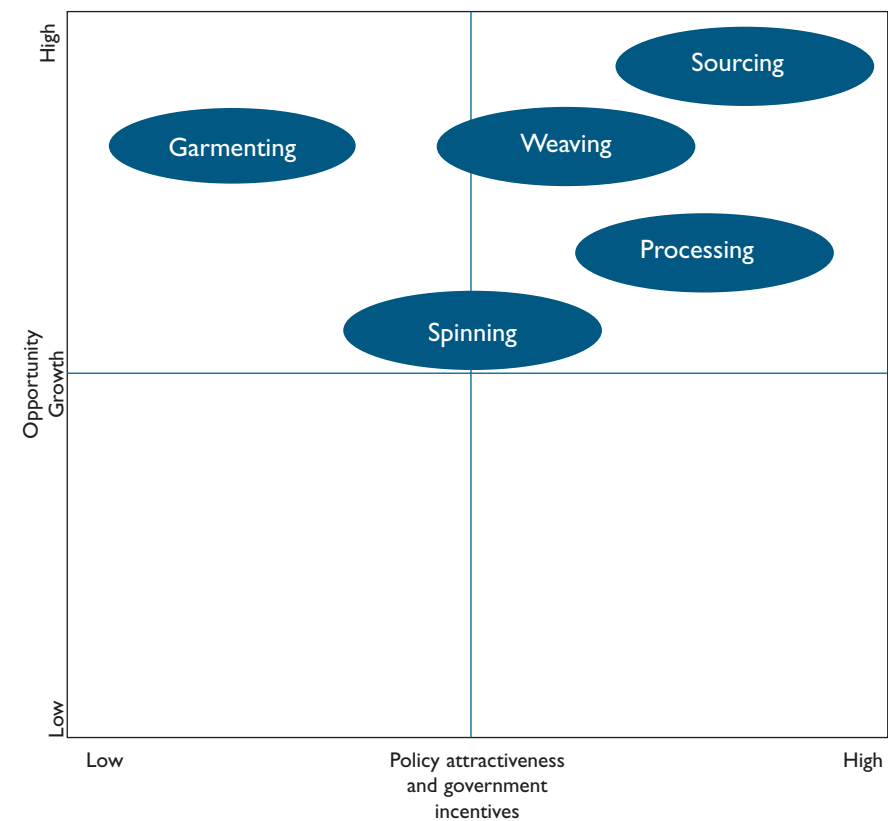 High
Sourcing
Garmenting
Weaving
Processing
Spinning
Opportunity
Growth
Low
Low
Policy attractiveness
and government
incentives
High